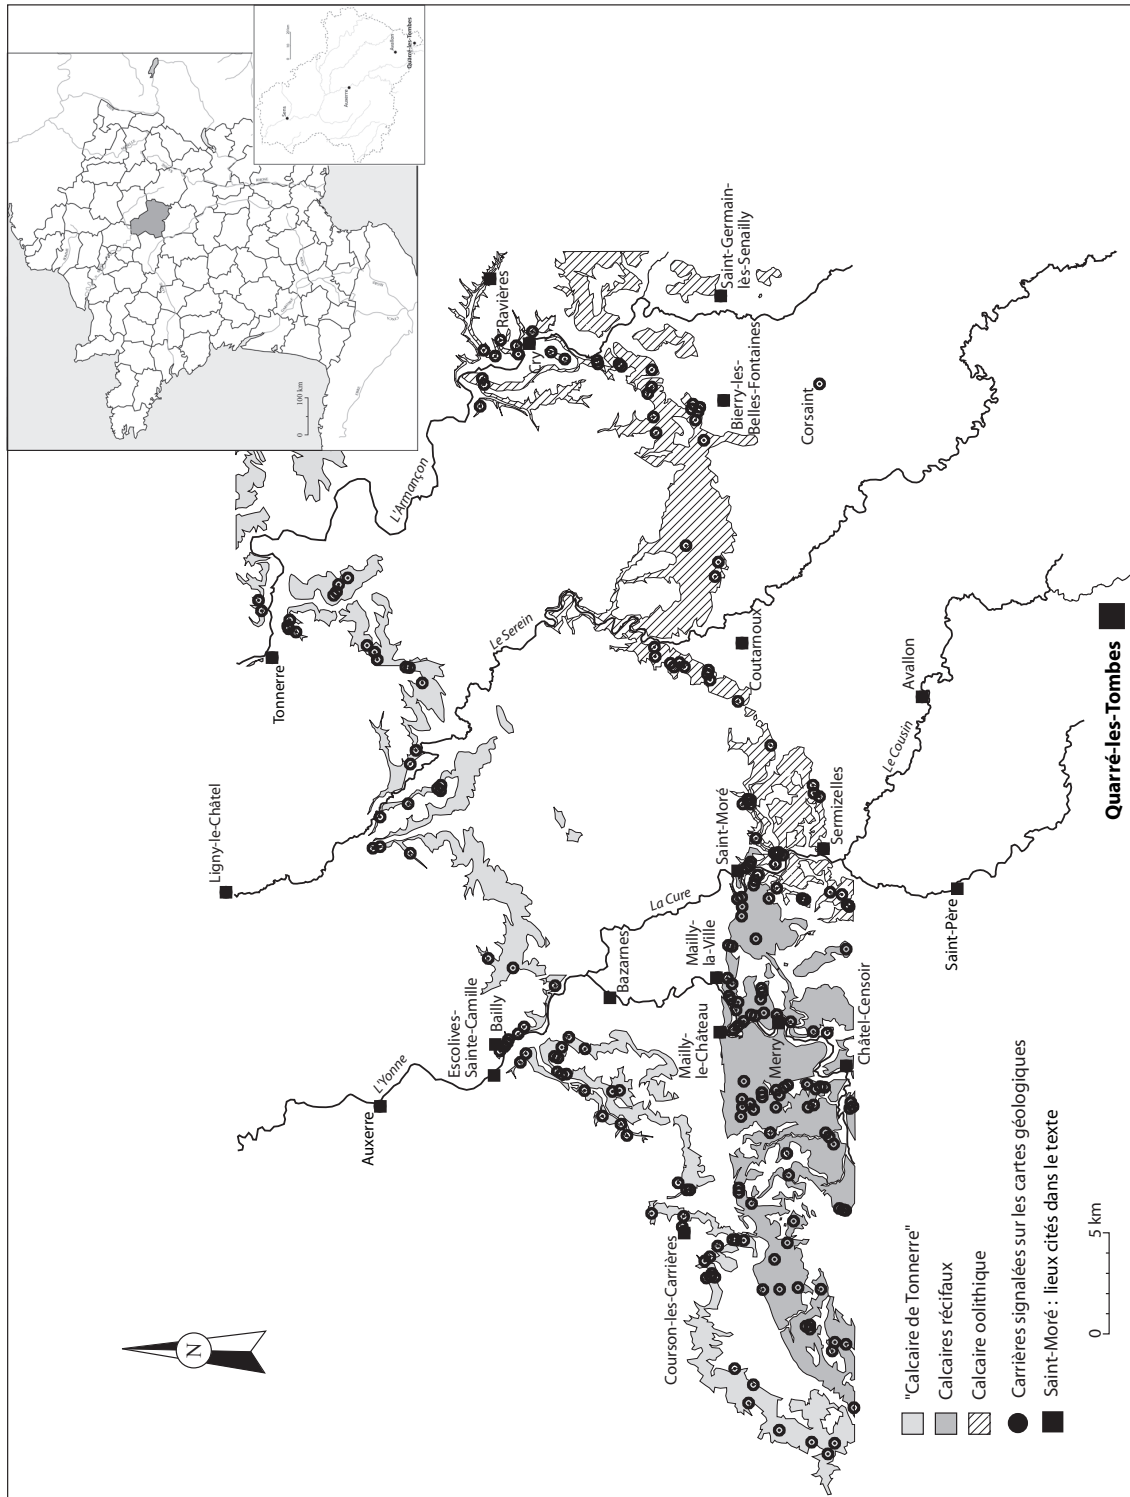 Sens
Auxerre
Avallon
Quarré-les-Tombes
0 100 km
Ligny-le-Châtel
Tonnerre
L'Armançon
Ravières
Cry
Auxerre
L'Yonne
Escolives-
Sainte-Camille
Bailly
Le Serein
Bazarnes
La Cure
Courson-les-Carrières
Mailly-
le-Château
Mailly-
la-Ville
Saint-Moré
Coutarnoux
Bierry-les-
Belles-Fontaines
Saint-Germain-
lès-Senailly
Merry
Châtel-Censoir
Sermizelles
Corsaint
Le Cousin
Avallon
Saint-Père
Quarré-les-Tombes
N
"Calcaire de Tonnerre"
Calcaires récifaux
Calcaire oolithique
Carrières signalées sur les cartes géologiques
Saint-Moré : lieux cités dans le texte
0 5 km